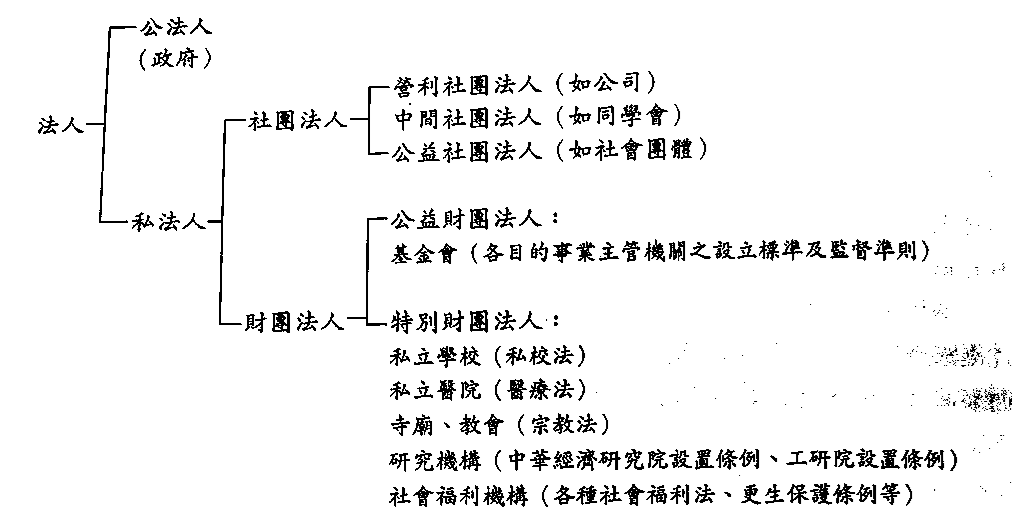 公法人
(政府)
營利社團法人(如公司)
法人
社團法人
中間社團法人(如同學會)
公益社團法人(如社會團體)
私法人
公益財團法人：
基金會(各目的事業主管機關之設立標準及監督準則)
財團法人
特別財團法人：
私立學校(私校法)
私立醫院(醫療法)
寺廟、教會(宗教法)
研究機構(中華經濟研究院設置條例、工研院設置條例)
社會福利機構(各種社會福利法、更生保護條例等)